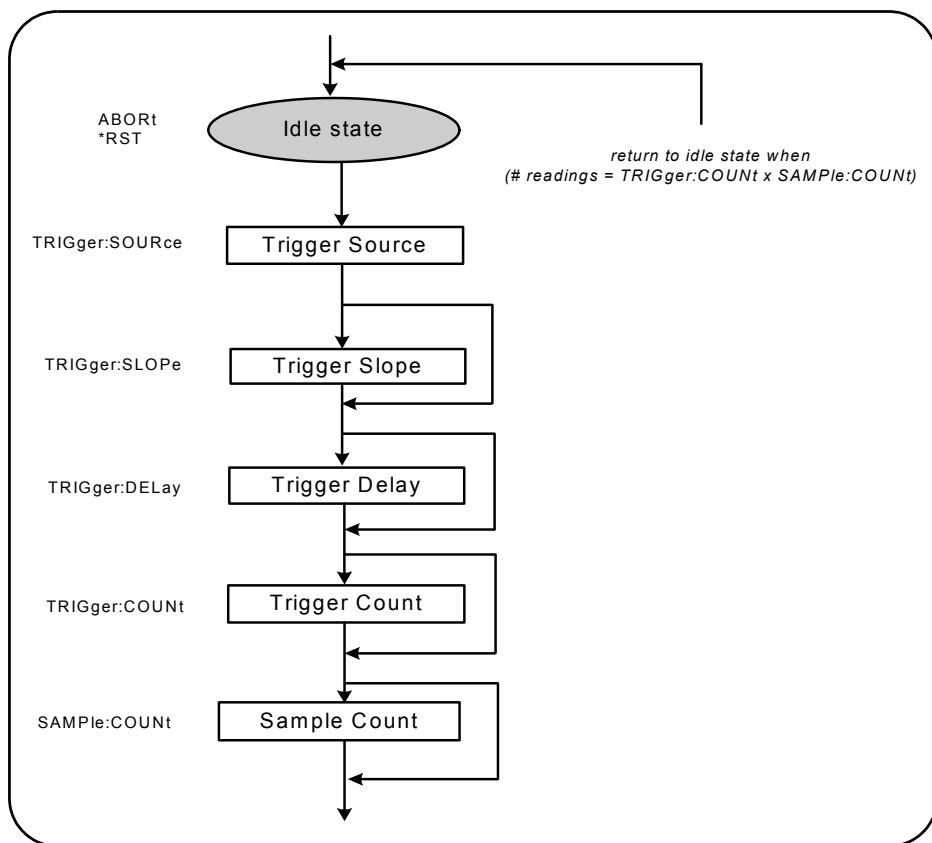 ABORt
*RST
Idle state
return to idle state when
(# readings = TRIGger:COUNt x SAMPle:COUNt)
TRIGger:SOURce
Trigger Source
TRIGger:SLOPe
Trigger Slope
TRIGger:DELay
Trigger Delay
TRIGger:COUNt
Trigger Count
SAMPle:COUNt
Sample Count